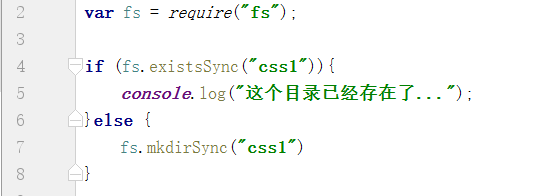 2 var fs = require("fs");
3
4 if (fs.existsSync("css1")){
5     console.log("这个目录已经存在了...");
6 }else {
7     fs.mkdirSync("css1")
8 }